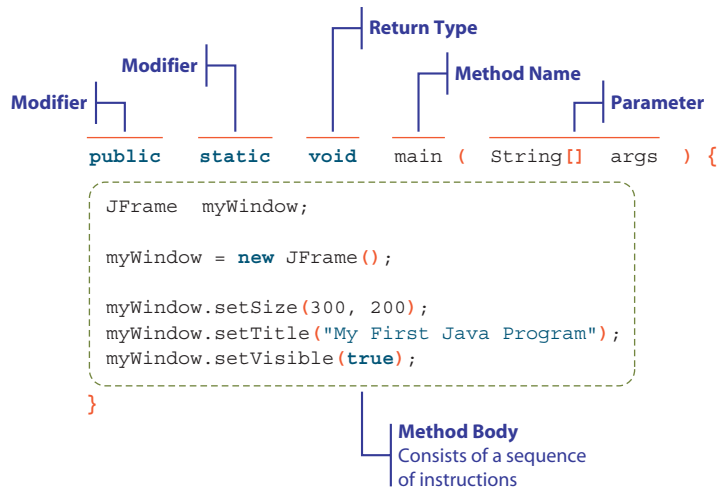 Return Type
Modifier
Method Name
Modifier
Parameter
public static void main ( String[] args ) {
JFrame myWindow;
myWindow = new JFrame();
myWindow.setSize(300, 200);
myWindow.setTitle("My First Java Program");
myWindow.setVisible(true);
}
Method Body
Consists of a sequence
of instructions